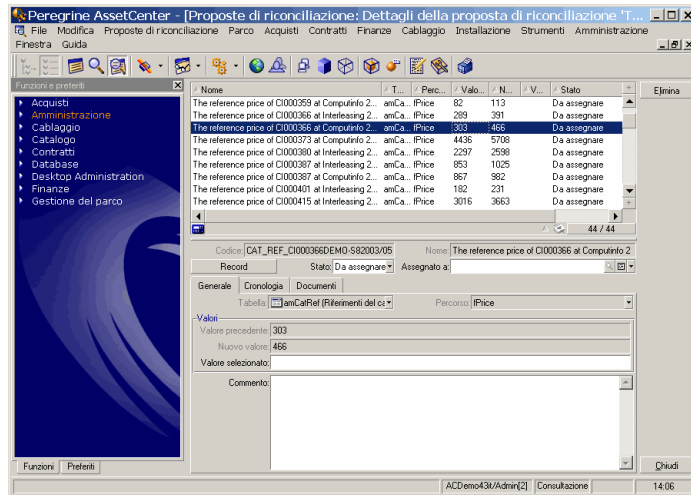 Peregrine AssetCenter - [Proposte di riconciliazione: Dettagli della proposta di riconciliazione 'T...
File Modifica Proposte di riconciliazione Parco Acquisti Contratti Finanze Cablaggio Installazione Strumenti Amministrazione
Finestra Guida
Funzioni e preferiti
Acquisti
Amministrazione
Cablaggio
Catalogo
Contratti
Database
Desktop Administration
Finanze
Gestione del parco
Funzioni Preferiti
Nome T... Perc... Valo... N... V... Stato
The reference price of CI000359 at Computinfo 2... amCa... fPrice 82 113 Da assegnare
The reference price of CI000366 at Interleasing 2... amCa... fPrice 289 391 Da assegnare
The reference price of CI000366 at Computinfo 2... amCa... fPrice 303 466 Da assegnare
The reference price of CI000373 at Computinfo 2... amCa... fPrice 4436 5708 Da assegnare
The reference price of CI000380 at Interleasing 2... amCa... fPrice 2297 2598 Da assegnare
The reference price of CI000387 at Interleasing 2... amCa... fPrice 853 1025 Da assegnare
The reference price of CI000387 at Computinfo 2... amCa... fPrice 867 982 Da assegnare
The reference price of CI000401 at Interleasing 2... amCa... fPrice 182 231 Da assegnare
The reference price of CI000415 at Interleasing 2... amCa... fPrice 3016 3663 Da assegnare
44 / 44
Elimina
Codice: CAT_REF_CI000366DEMO-S82003/05 Nome: The reference price of CI000366 at Computinfo 2
Record Stato: Da assegnare Assegnato a:
Generale Cronologia Documenti
Tabella: amCatRef (Riferimenti del ca Percorso: fPrice
Valori
Valore precedente: 303
Nuovo valore: 466
Valore selezionato:
Commento:
Chiudi
ACDemo43it/Admin[2] Consultazione 14:06